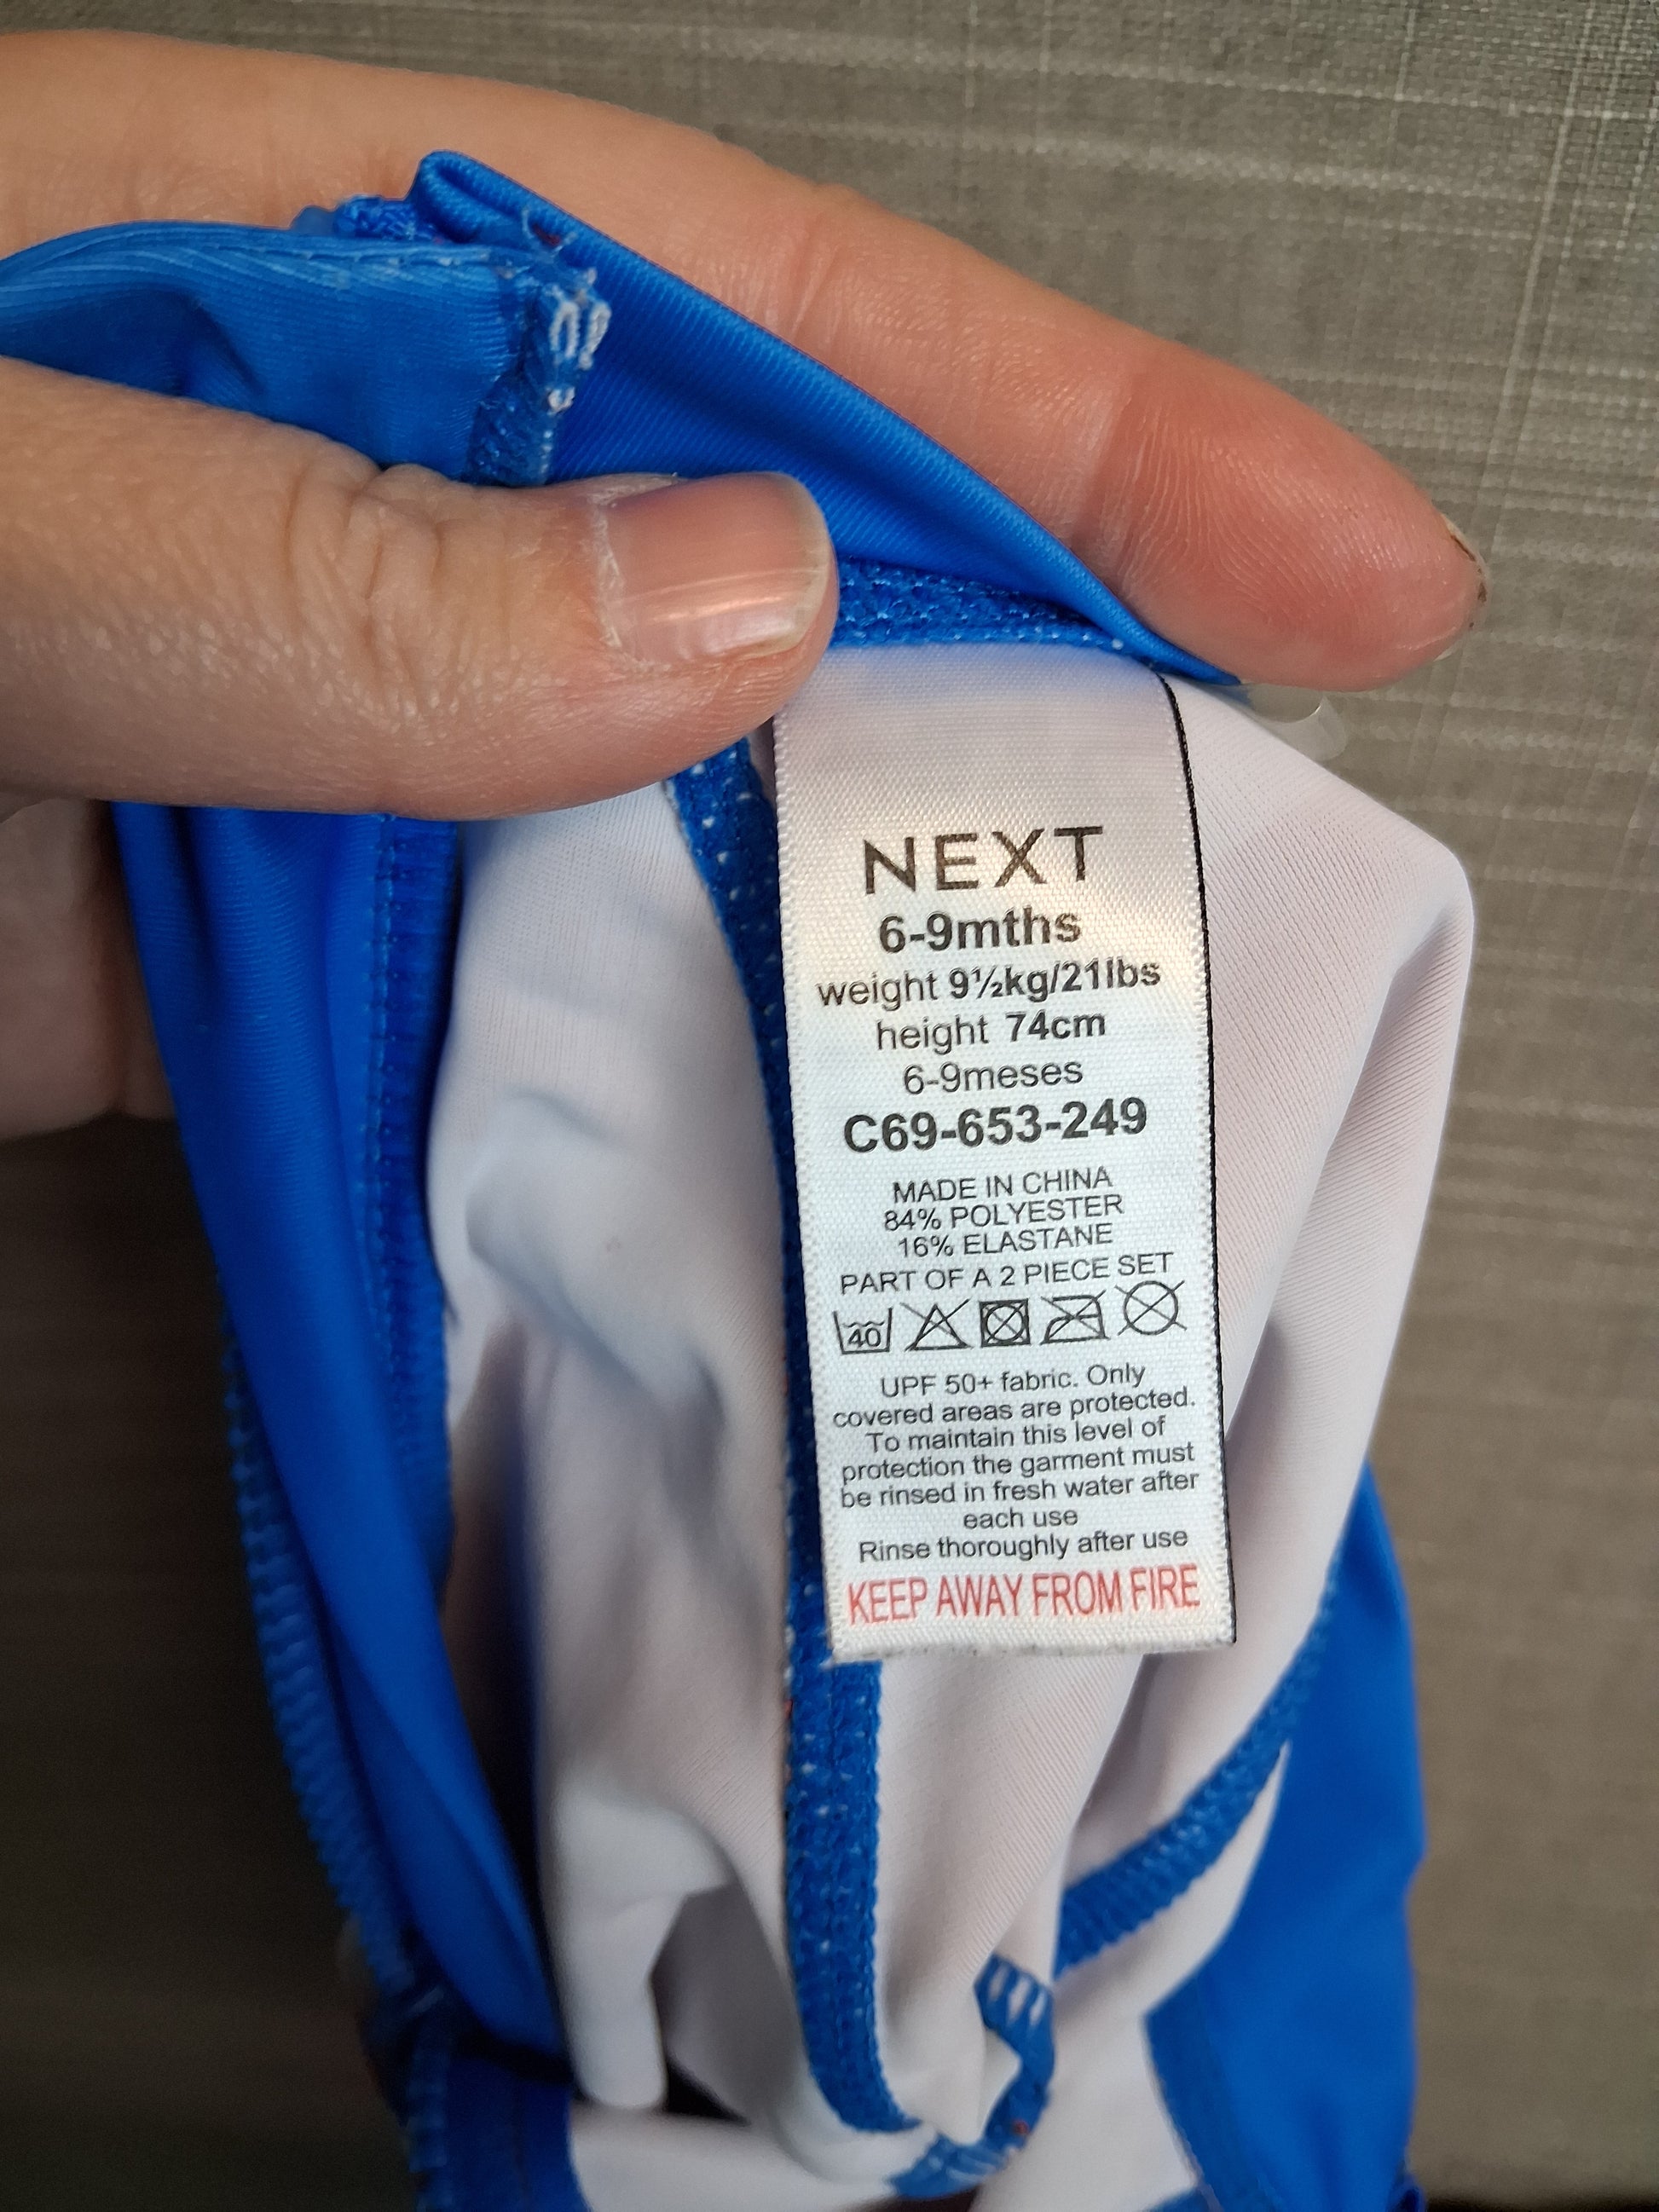 NEXT
6-9mths
weight 9½kg/21lbs
height 74cm
6-9meses
C69-653-249
MADE IN CHINA
84% POLYESTER
16% ELASTANE
PART OF A 2 PIECE SET
40
UPF 50+ fabric. Only
covered areas are protected.
To maintain this level of
protection the garment must
be rinsed in fresh water after
each use
Rinse thoroughly after use
KEEP AWAY FROM FIRE